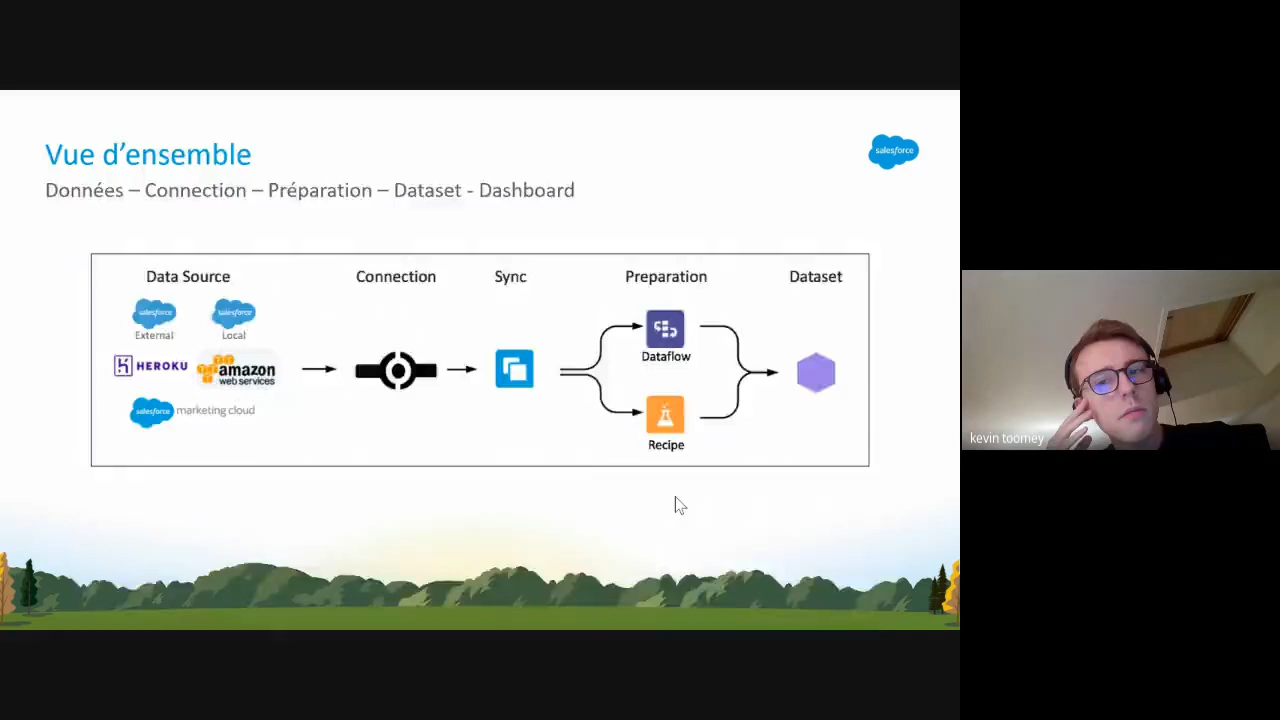 Vue d’ensemble
salesforce
Données – Connection – Préparation – Dataset - Dashboard
Data Source
Connection
Sync
Preparation
Dataset
salesforce
salesforce
External
Local
HEROKU
amazon
web services
salesforce
marketing cloud
Dataflow
Recipe
kevin toomey